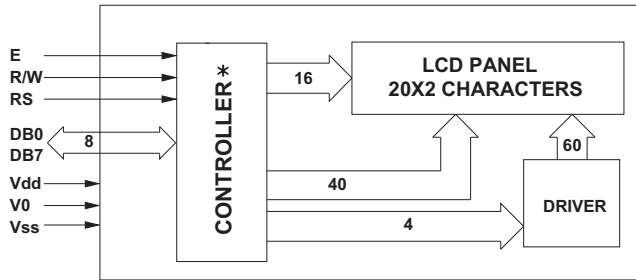 E
R/W
RS
DB0
DB7
8
Vdd
V0
Vss
CONTROLLER*
16
LCD PANEL
20X2 CHARACTERS
40
60
4
DRIVER